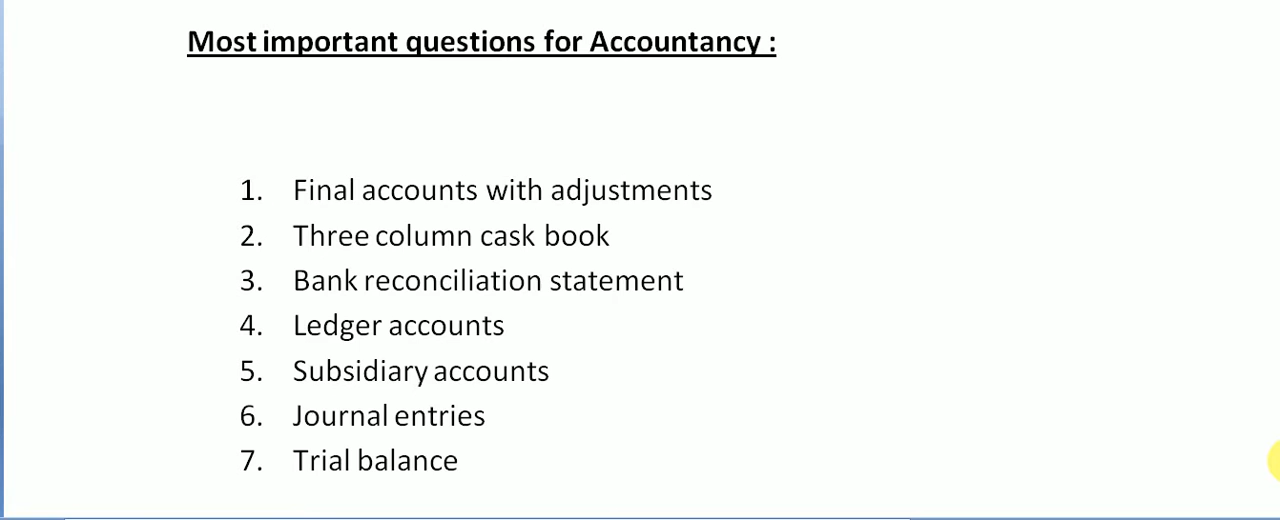 Most important questions for Accountancy :
1. Final accounts with adjustments
2. Three column cask book
3. Bank reconciliation statement
4. Ledger accounts
5. Subsidiary accounts
6. Journal entries
7. Trial balance